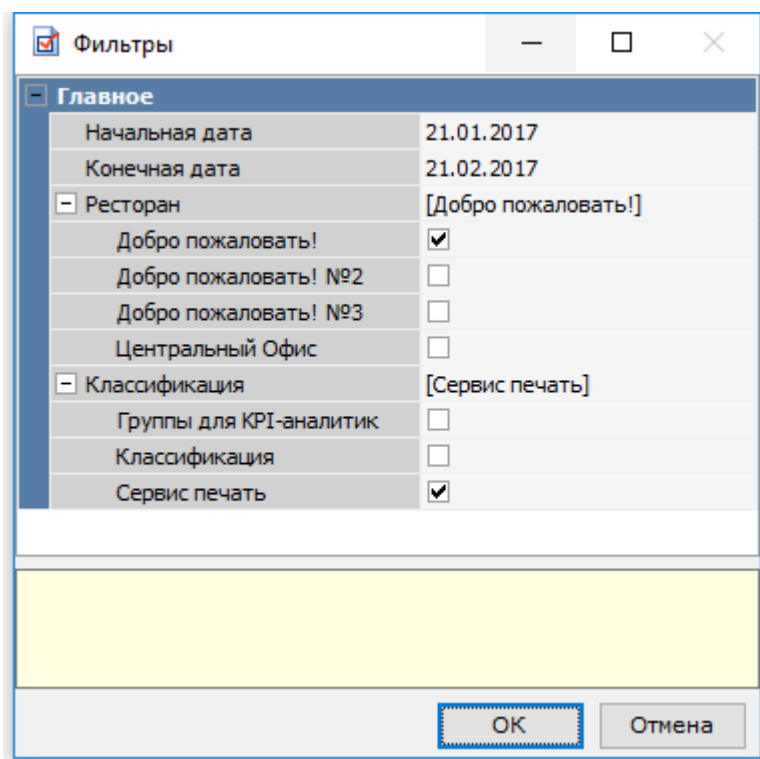 Фильтры
Главное
Начальная дата 21.01.2017
Конечная дата 21.02.2017
Ресторан [Добро пожаловать!]
Добро пожаловать!
Добро пожаловать! №2
Добро пожаловать! №3
Центральный Офис
Классификация [Сервис печать]
Группы для KPI-аналитик
Классификация
Сервис печать
OK Отмена